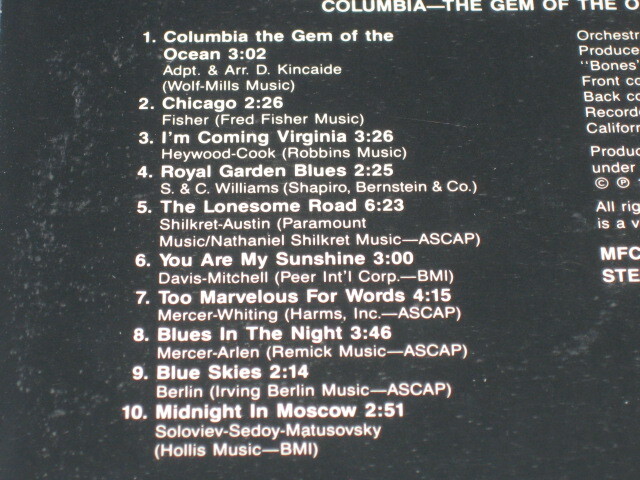 COLUMBIA—THE GEM OF THE O
1. Columbia the Gem of the
Ocean 3:02
Adpt. & Arr. D. Kincaide
(Wolf-Mills Music)
2. Chicago 2:26
Fisher (Fred Fisher Music)
3. I'm Coming Virginia 3:26
Heywood-Cook (Robbins Music)
4. Royal Garden Blues 2:25
S. & C. Williams (Shapiro, Bernstein & Co.)
5. The Lonesome Road 6:23
Shilkret-Austin (Paramount
Music/Nathaniel Shilkret Music—ASCAP)
6. You Are My Sunshine 3:00
Davis-Mitchell (Peer Int'l Corp.—BMI)
7. Too Marvelous For Words 4:15
Mercer-Whiting (Harms, Inc.—ASCAP)
8. Blues In The Night 3:46
Mercer-Arlen (Remick Music—ASCAP)
9. Blue Skies 2:14
Berlin (Irving Berlin Music—ASCAP)
10. Midnight In Moscow 2:51
Soloviev-Sedoy-Matusovsky
(Hollis Music—BMI)
Orchestr
Produce
"Bones"
Front co
Back co
Recorde
Californ
Produc
under
© ℗
All rig
is a v
MFC
STE